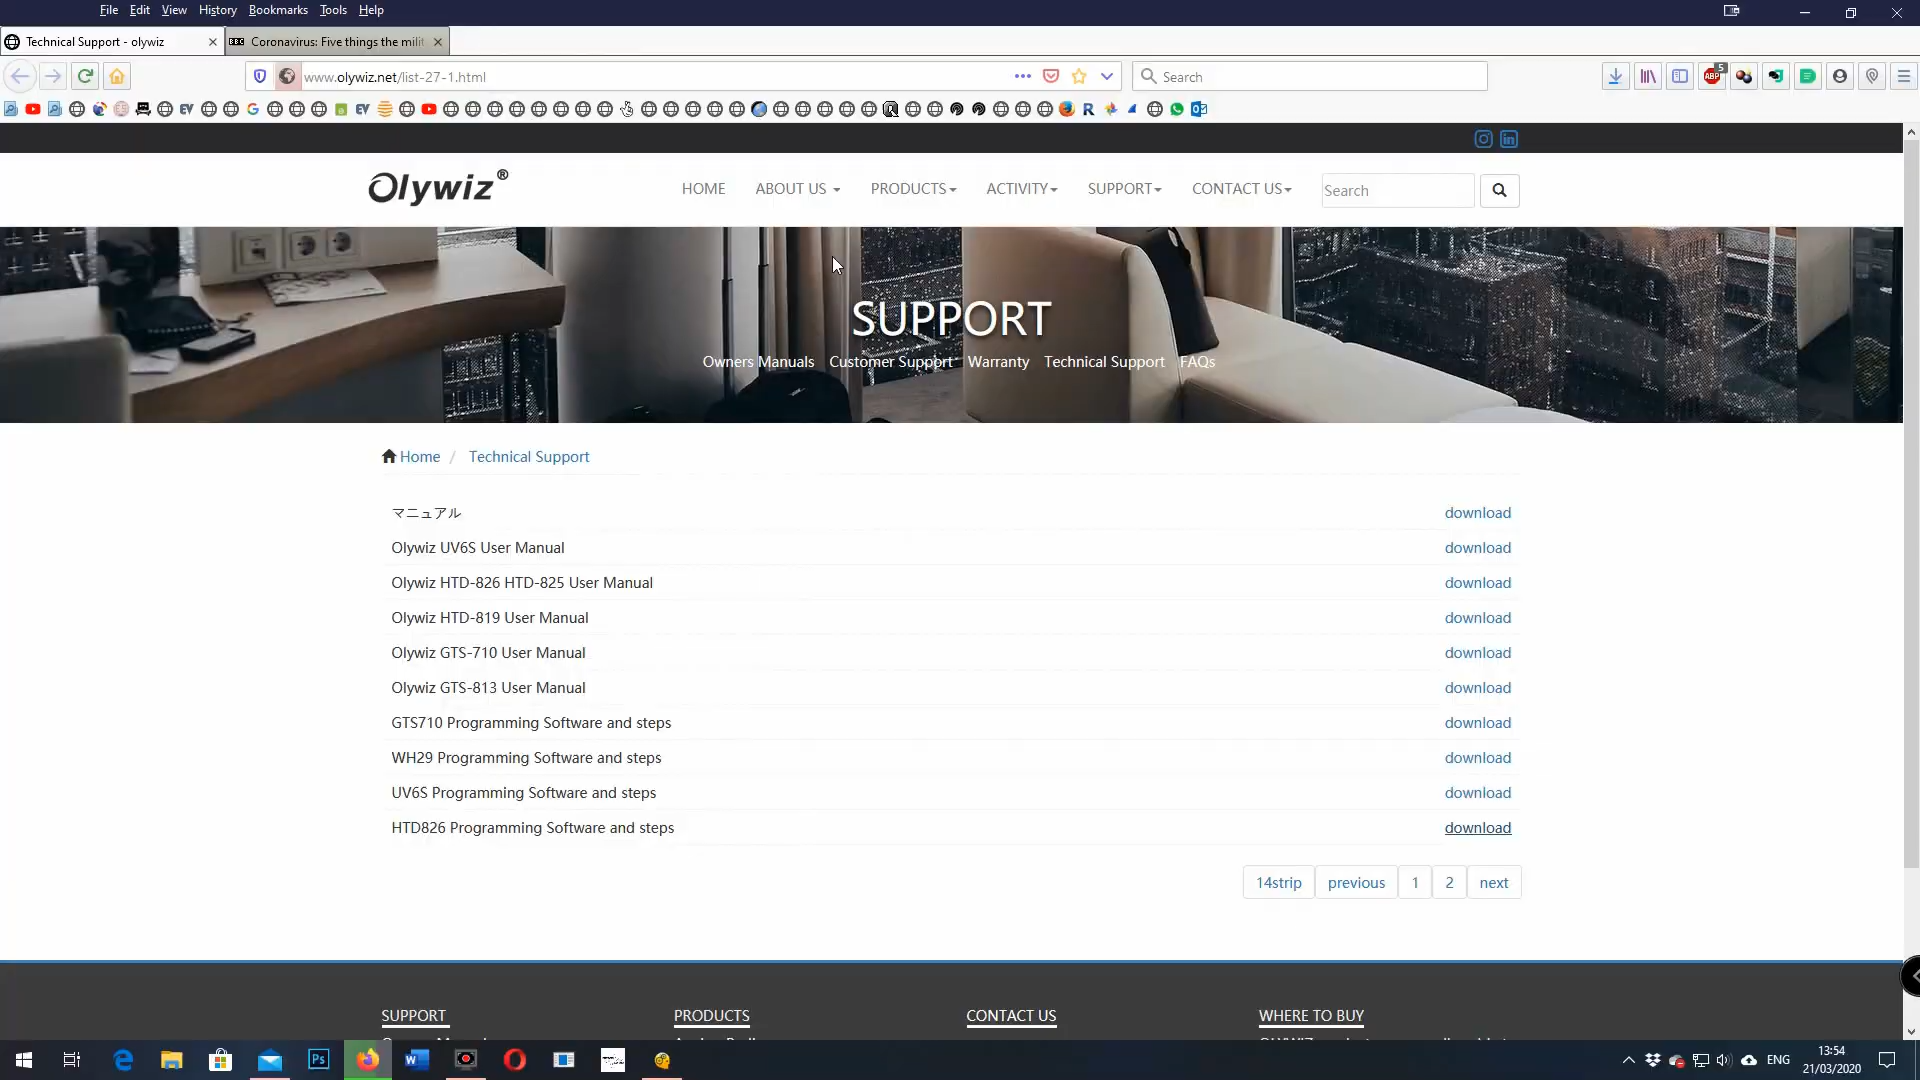 File Edit View History Bookmarks Tools Help
Technical Support - olywiz
Coronavirus: Five things the milit
www.olywiz.net/list-27-1.html
Search
ABP 5
Olywiz®
HOME ABOUT US PRODUCTS ACTIVITY SUPPORT CONTACT US
Search
SUPPORT
Owners Manuals Customer Support Warranty Technical Support FAQs
Home / Technical Support
マニュアル download
Olywiz UV6S User Manual download
Olywiz HTD-826 HTD-825 User Manual download
Olywiz HTD-819 User Manual download
Olywiz GTS-710 User Manual download
Olywiz GTS-813 User Manual download
GTS710 Programming Software and steps download
WH29 Programming Software and steps download
UV6S Programming Software and steps download
HTD826 Programming Software and steps download
14strip previous 1 2 next
SUPPORT PRODUCTS CONTACT US WHERE TO BUY
ENG
13:54
21/03/2020